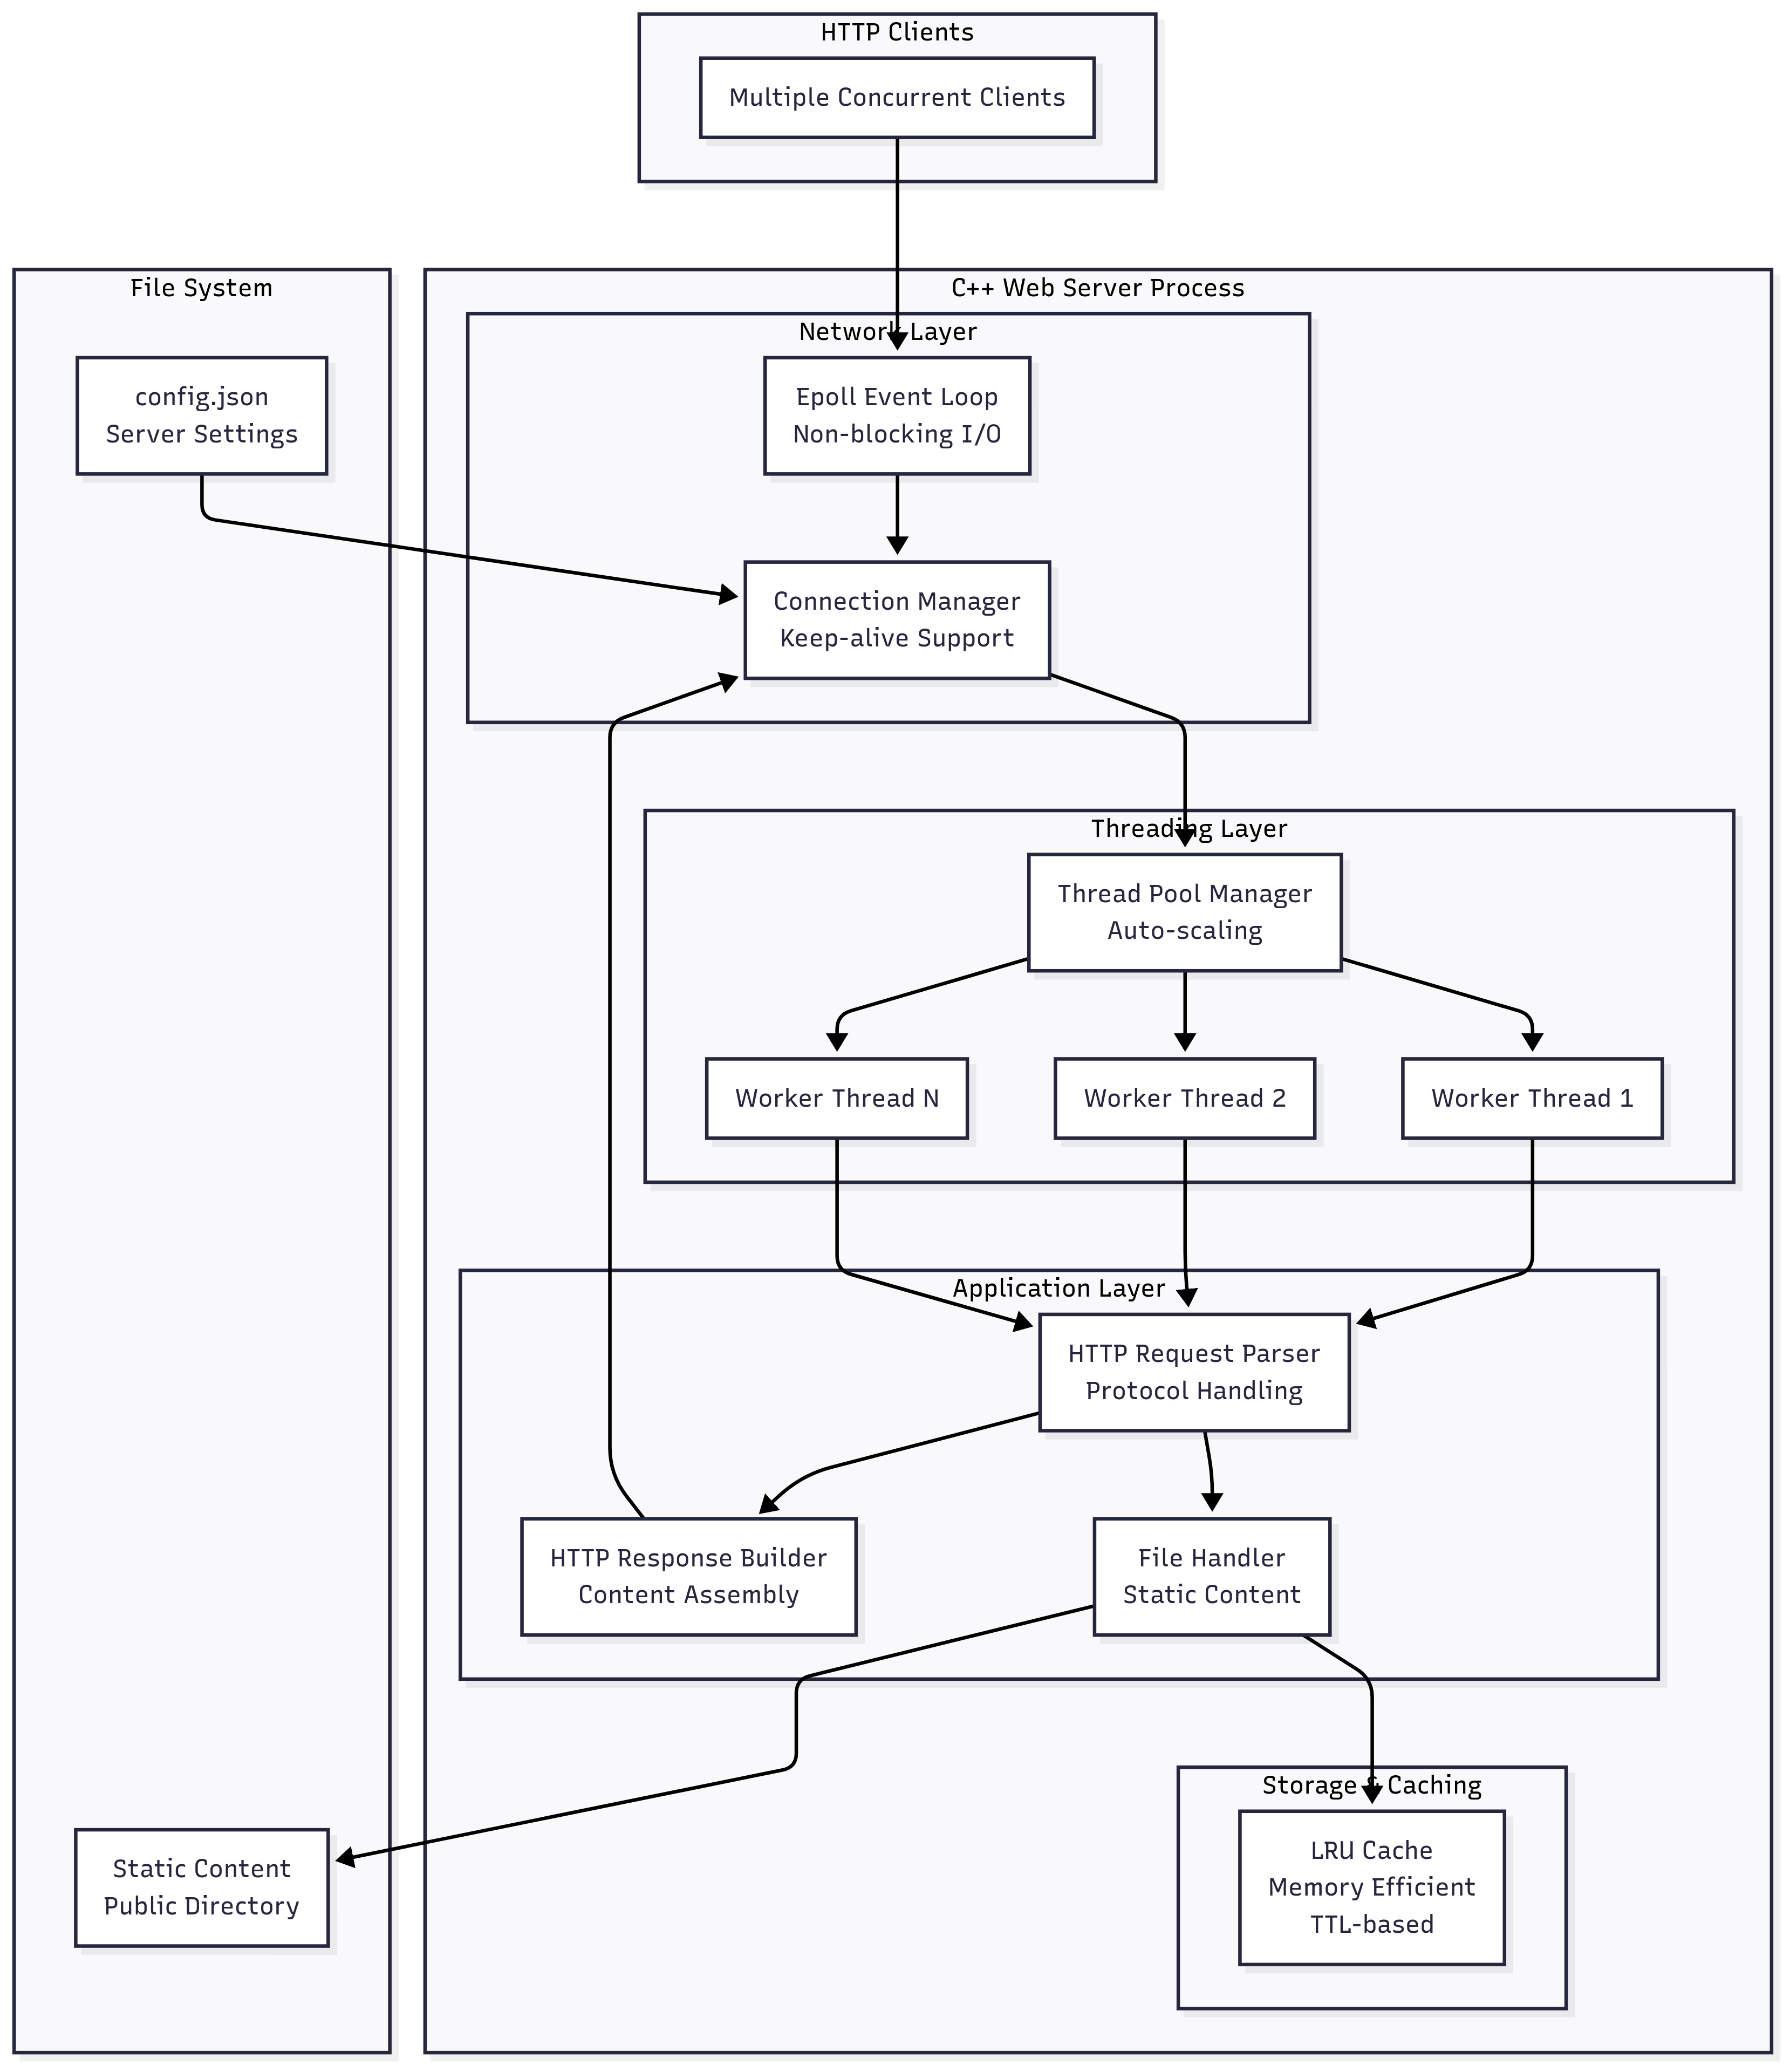 HTTP Clients
Multiple Concurrent Clients
File System
C++ Web Server Process
Network Layer
config.json
Server Settings
Epoll Event Loop
Non-blocking I/O
Connection Manager
Keep-alive Support
Threading Layer
Thread Pool Manager
Auto-scaling
Worker Thread N
Worker Thread 2
Worker Thread 1
Application Layer
HTTP Request Parser
Protocol Handling
HTTP Response Builder
Content Assembly
File Handler
Static Content
Storage & Caching
Static Content
Public Directory
LRU Cache
Memory Efficient
TTL-based